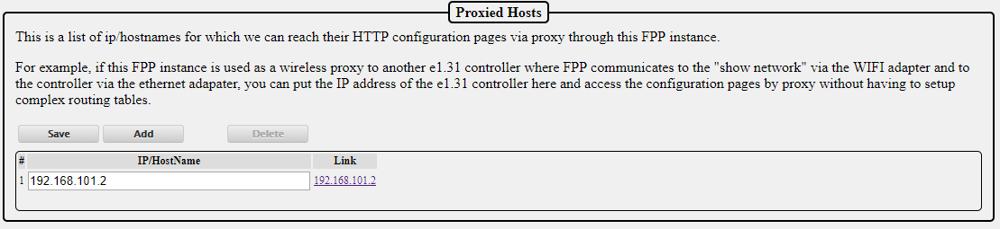 Proxied Hosts
This is a list of ip/hostnames for which we can reach their HTTP configuration pages via proxy through this FPP instance.
For example, if this FPP instance is used as a wireless proxy to another e1.31 controller where FPP communicates to the "show network" via the WIFI adapter and to
the controller via the ethernet adapater, you can put the IP address of the e1.31 controller here and access the configuration pages by proxy without having to setup
complex routing tables.
Save Add Delete
# IP/HostName Link
1 192.168.101.2 192.168.101.2